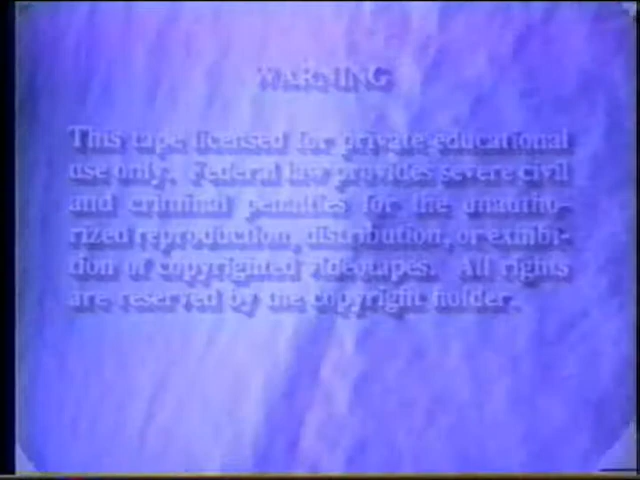 WARNING
This tape licensed for private educational
use only. Federal law provides severe civil
and criminal penalties for the unautho-
rized reproduction, distribution, or exhibi-
tion of copyrighted videotapes. All rights
are reserved by the copyright holder.